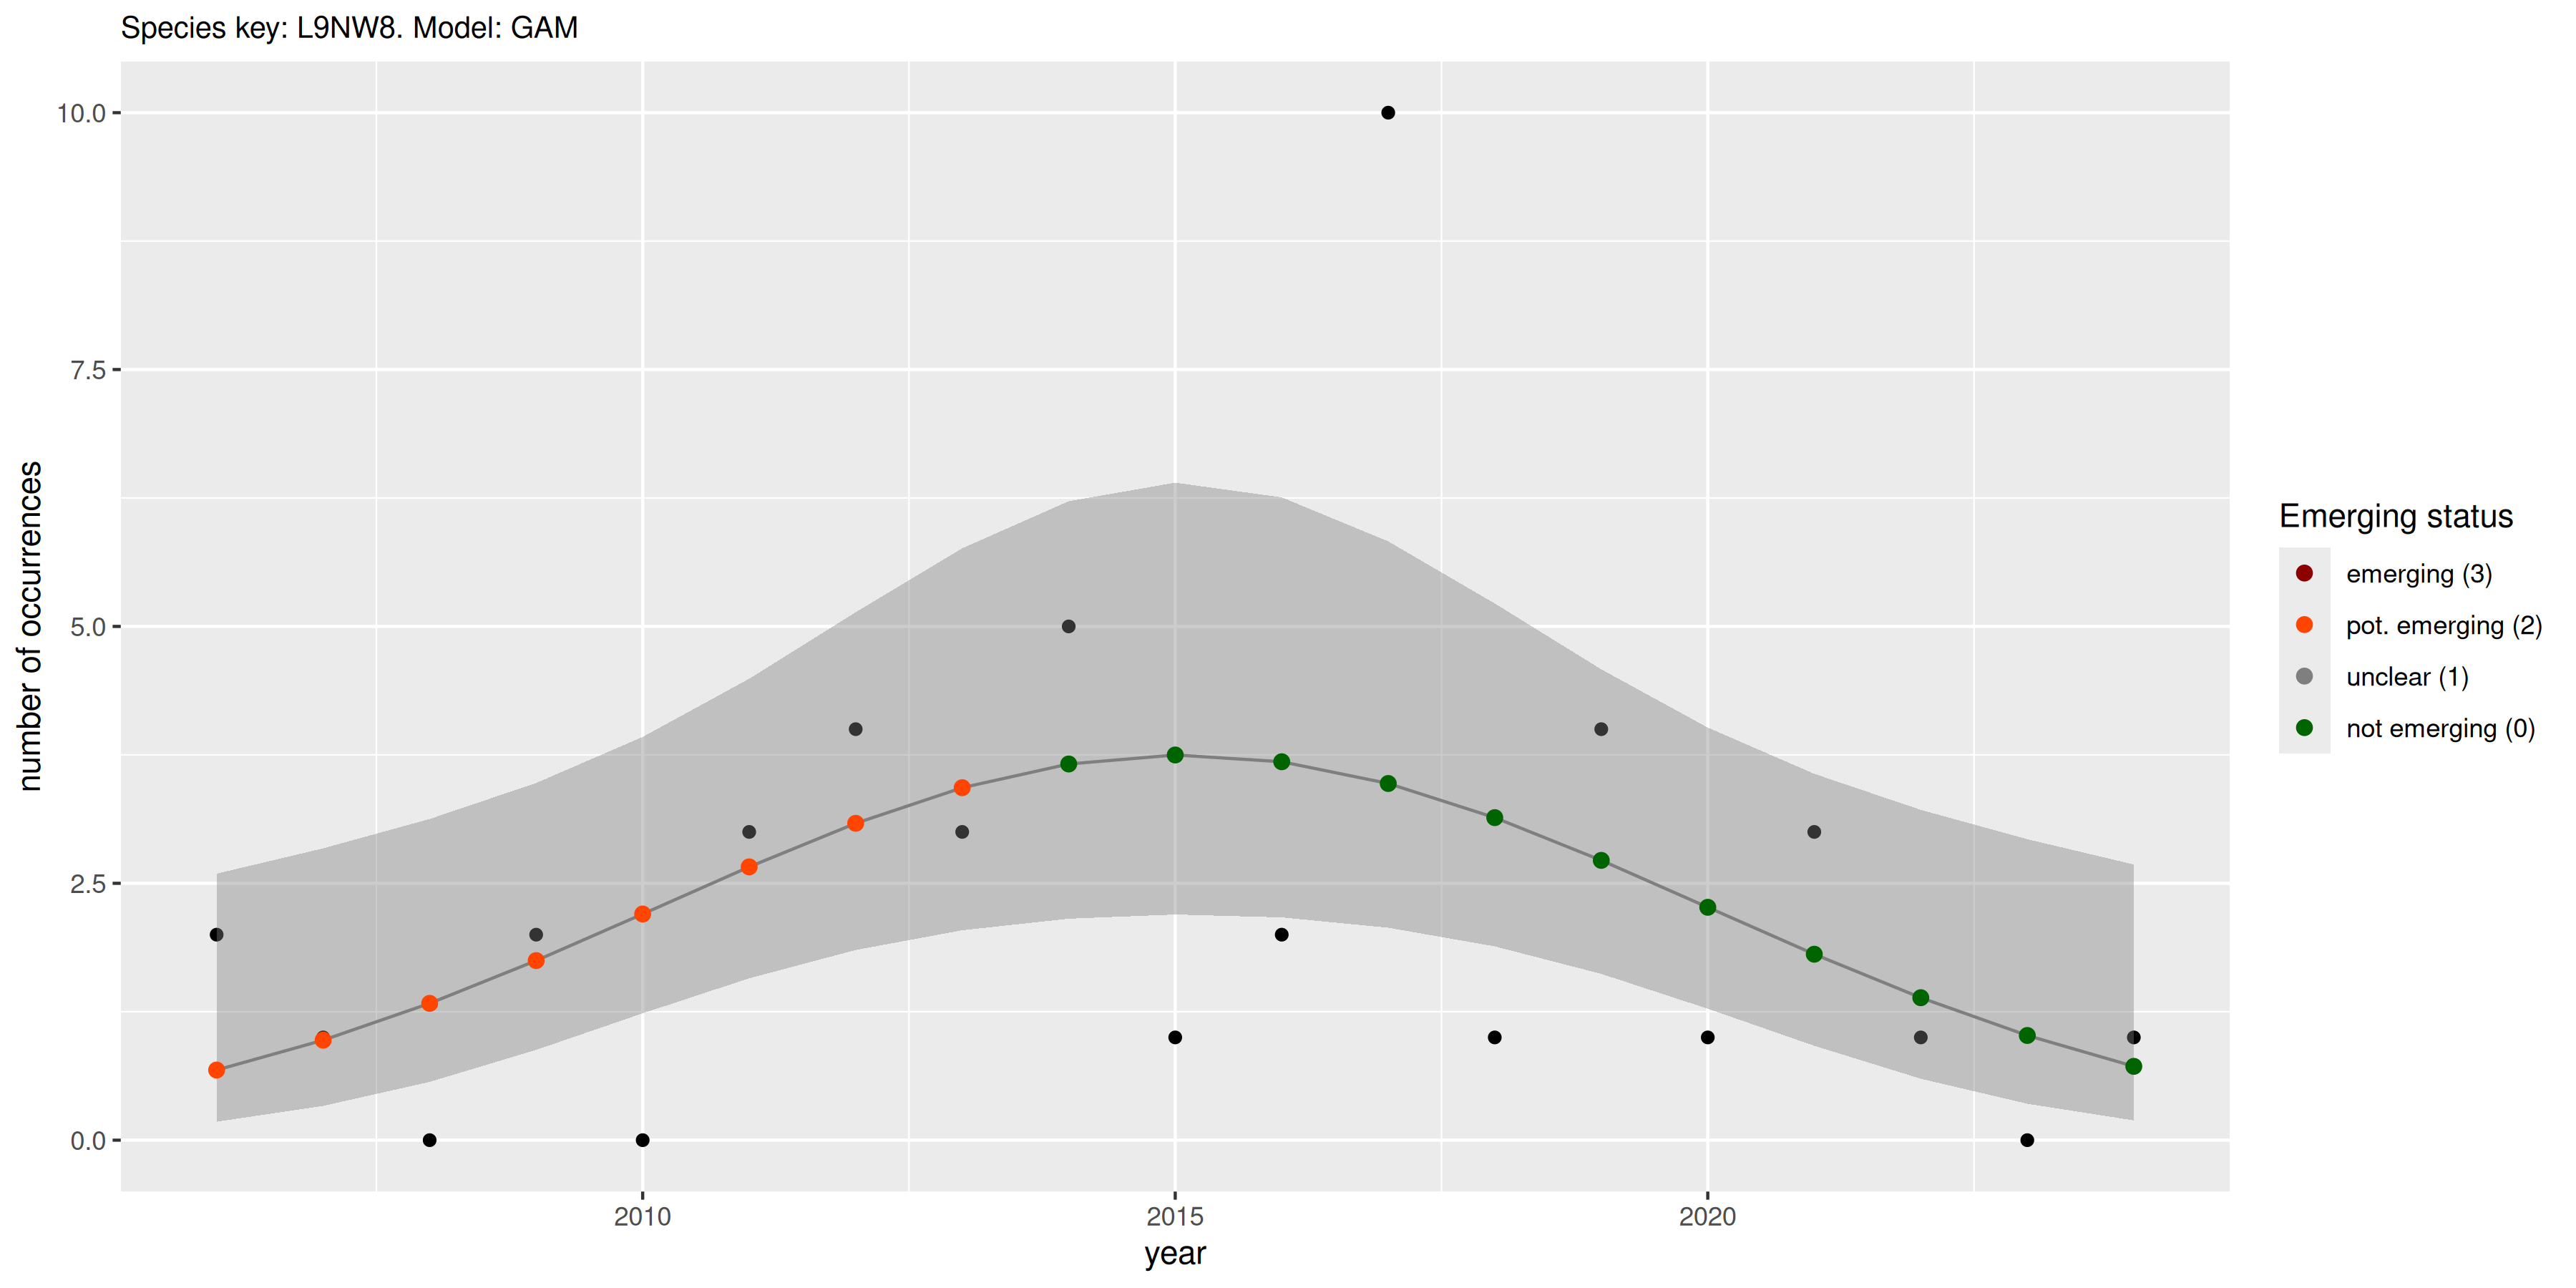 Species key: L9NW8. Model: GAM
10.0
7.5
5.0
2.5
0.0
number of occurrences
2010
2015
2020
year
Emerging status
emerging (3)
pot. emerging (2)
unclear (1)
not emerging (0)